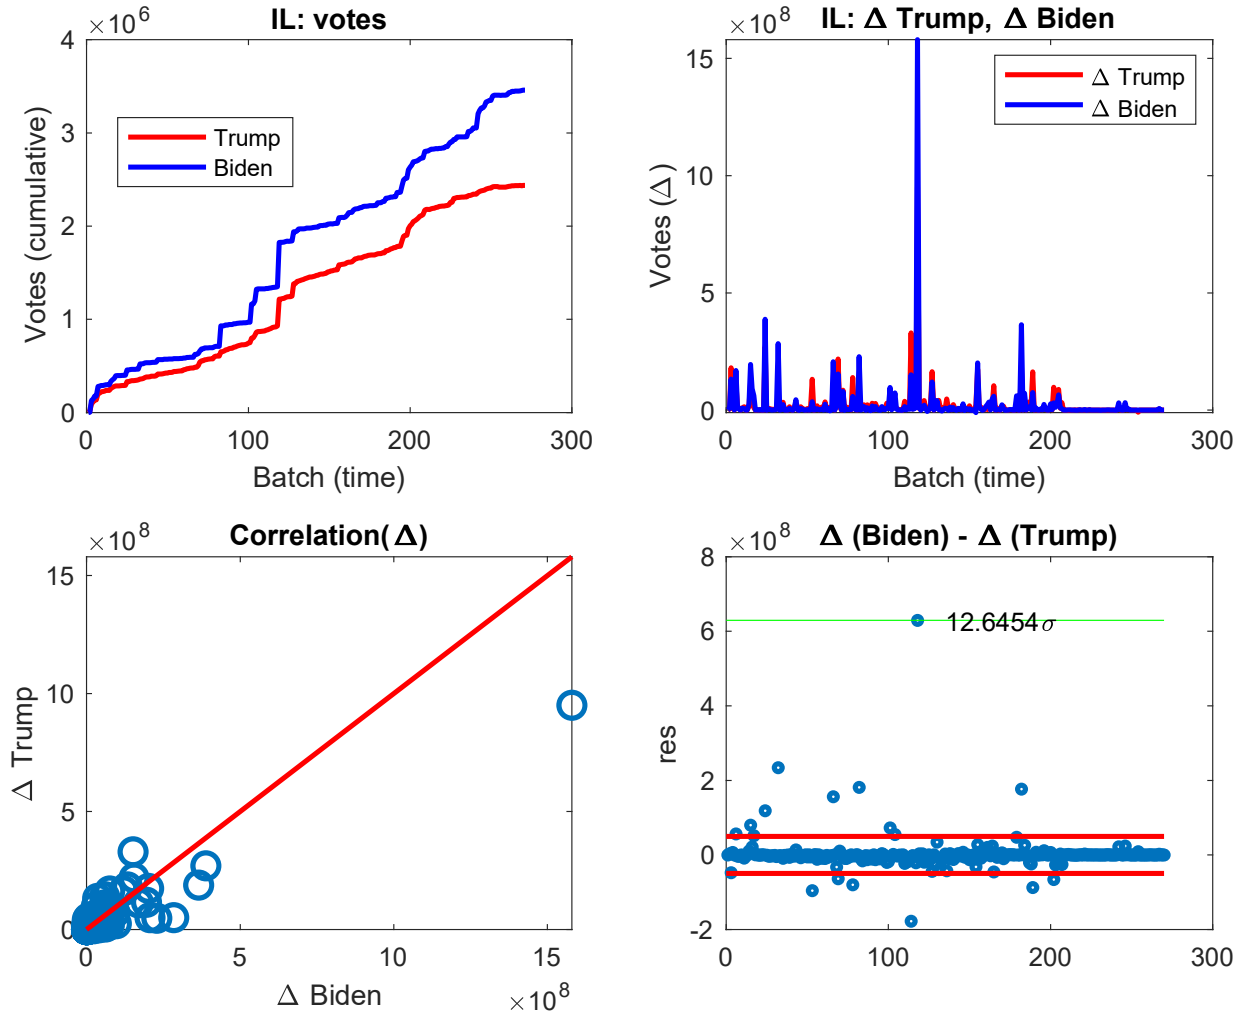 IL: votes
×10^6
4
3
2
1
0
0
100
200
300
Votes (cumulative)
Batch (time)
Trump
Biden
IL: Δ Trump, Δ Biden
×10^8
15
10
5
0
0
100
200
300
Votes (Δ)
Batch (time)
Δ Trump
Δ Biden
Correlation(Δ)
×10^8
15
10
5
0
0
5
10
15
×10^8
Δ Trump
Δ Biden
Δ (Biden) - Δ (Trump)
×10^8
8
6
4
2
0
-2
0
100
200
300
res
12.6454σ